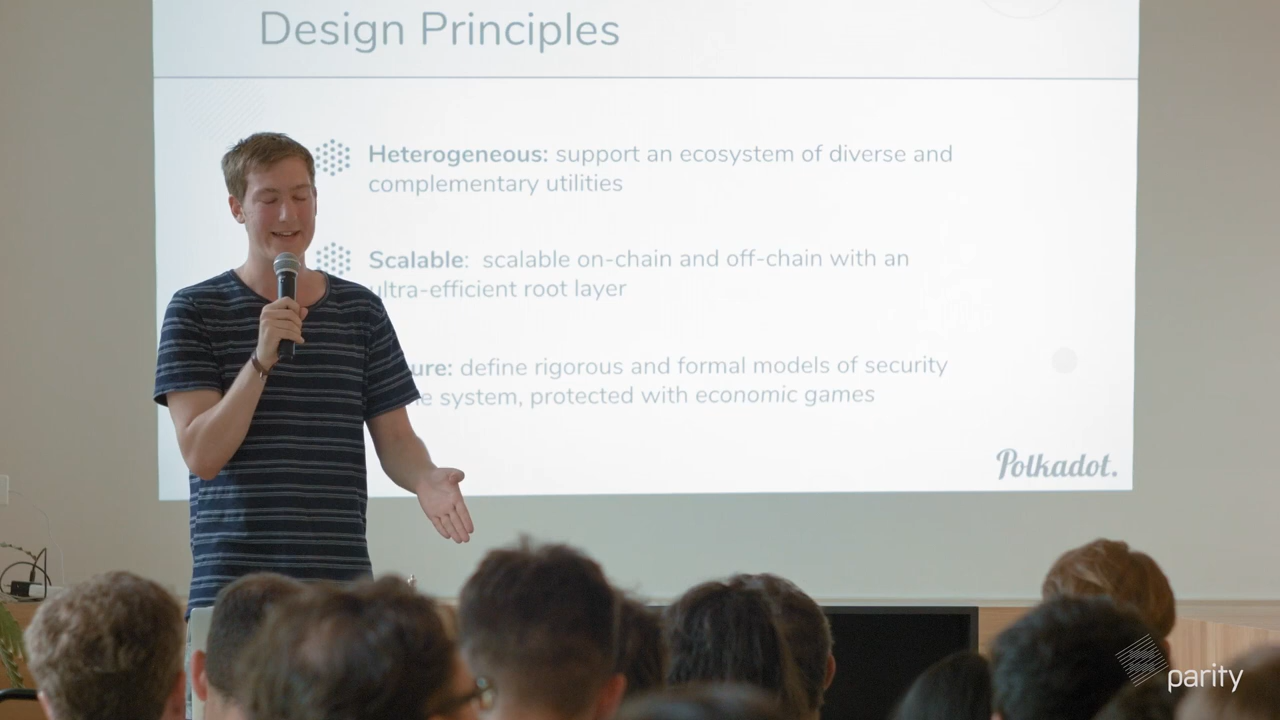 Design Principles
Heterogeneous: support an ecosystem of diverse and
complementary utilities
Scalable: scalable on-chain and off-chain with an
ultra-efficient root layer
ure: define rigorous and formal models of security
e system, protected with economic games
Polkadot.
parity